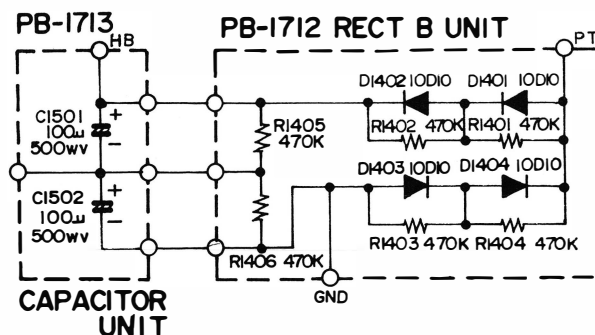 PB-1713
PB-1712 RECT B UNIT
HB
PT
D1402 10D10 D1401 10D10
C1501
100μ
500WV
+
-
R1405
470K
R1402 470K R1401 470K
D1403 10D10 D1404 10D10
C1502
100μ
500WV
+
-
R1406 470K
R1403 470K R1404 470K
GND
CAPACITOR
UNIT